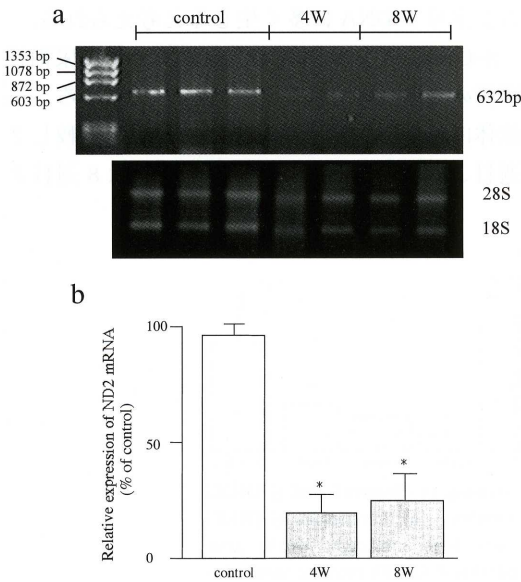 a
control 4W 8W
1353 bp
1078 bp
872 bp
603 bp
632bp
28S
18S
b
Relative expression of ND2 mRNA
(% of control)
100
50
0
*
*
control 4W 8W